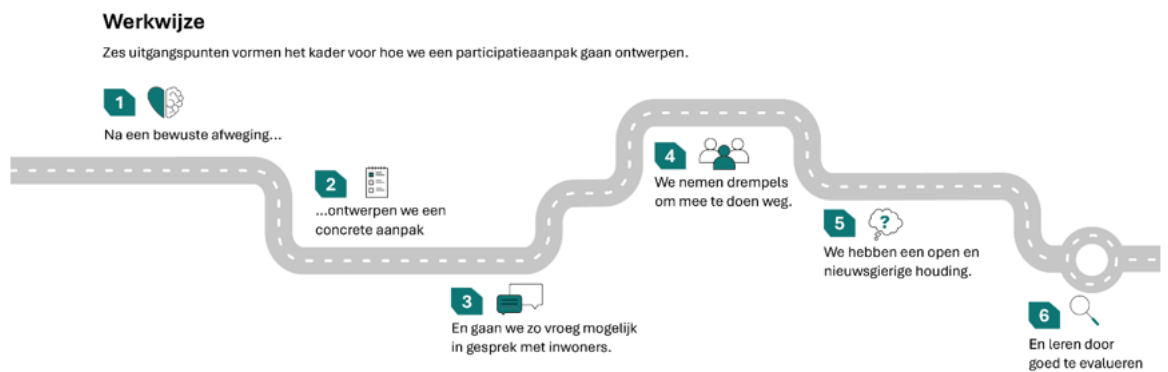 Werkwijze
Zes uitgangspunten vormen het kader voor hoe we een participatieaanpak gaan ontwerpen.
1
Na een bewuste afweging...
2
...ontwerpen we een
concrete aanpak
3
En gaan we zo vroeg mogelijk
in gesprek met inwoners.
4
We nemen drempels
om mee te doen weg.
5
?
We hebben een open en
nieuwsgierige houding.
6
En leren door
goed te evalueren